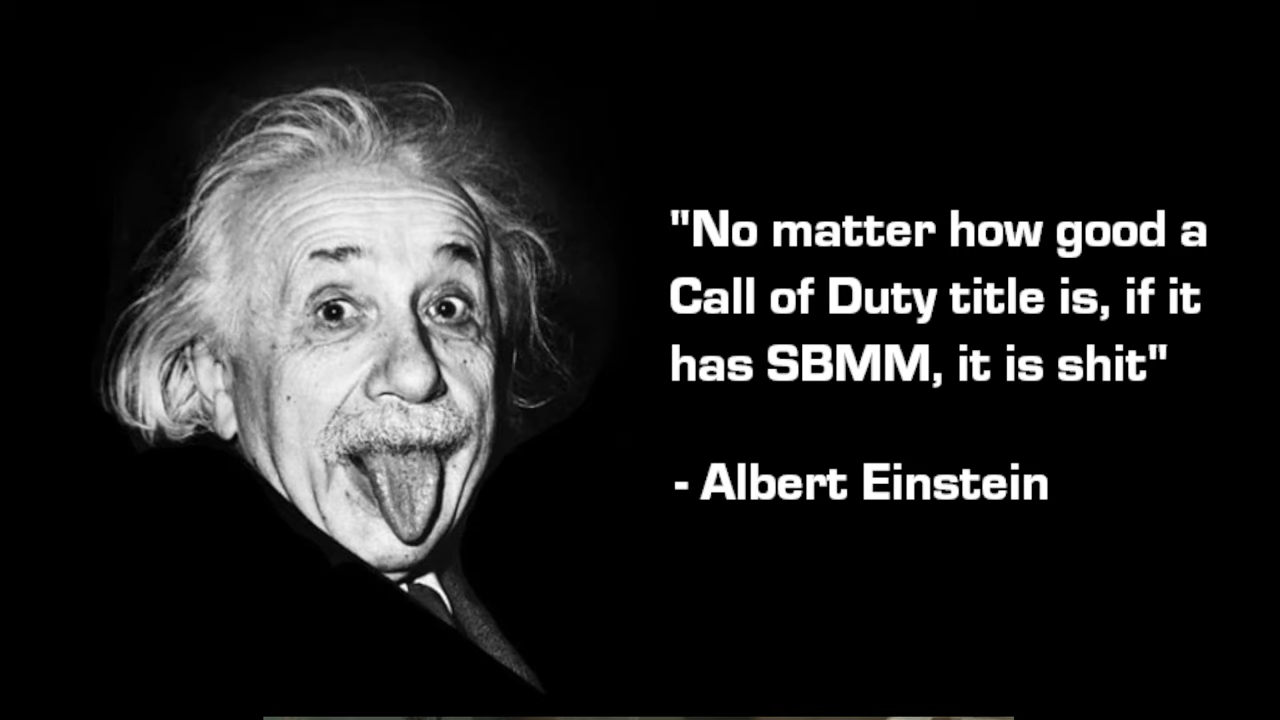 "No matter how good a
Call of Duty title is, if it
has SBMM, it is shit"
- Albert Einstein